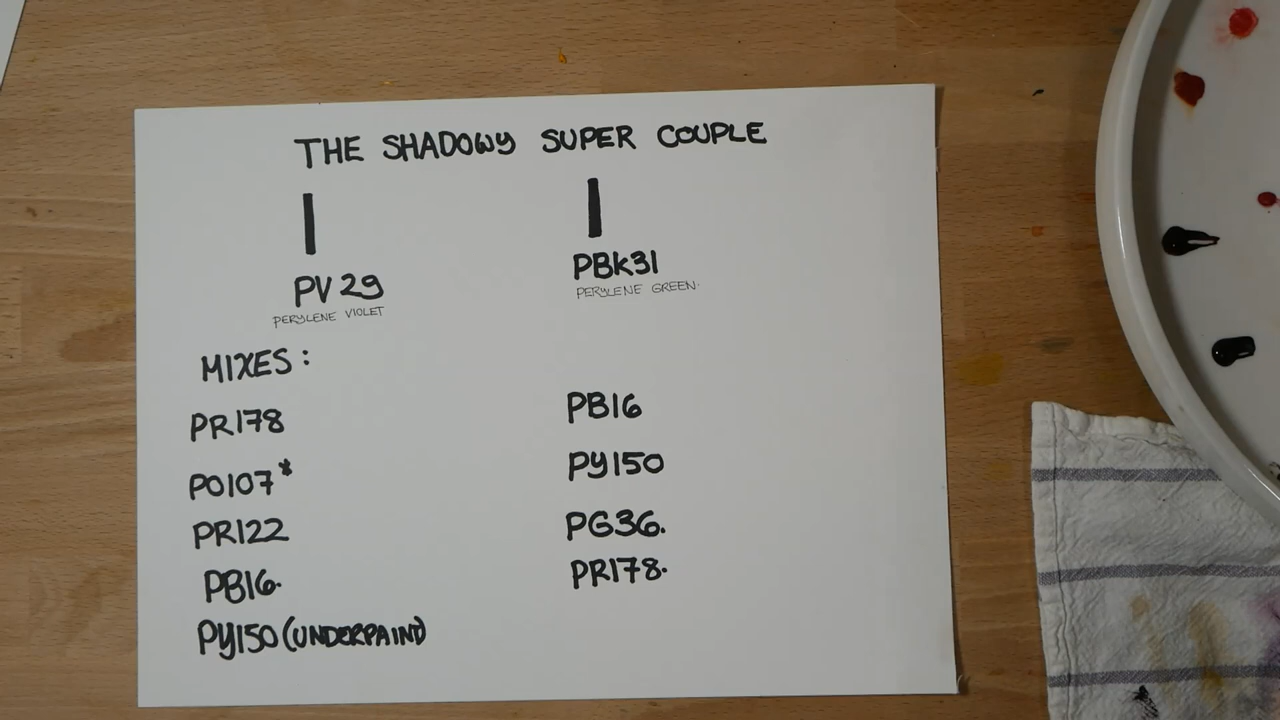 THE SHADOWY SUPER COUPLE
PV29
PERYLENE VIOLET
PBK31
PERYLENE GREEN.
MIXES:
PR178
PO107*
PR122
PB16.
PY150 (UNDERPAINT)
PB16
PY150
PG36.
PR178.